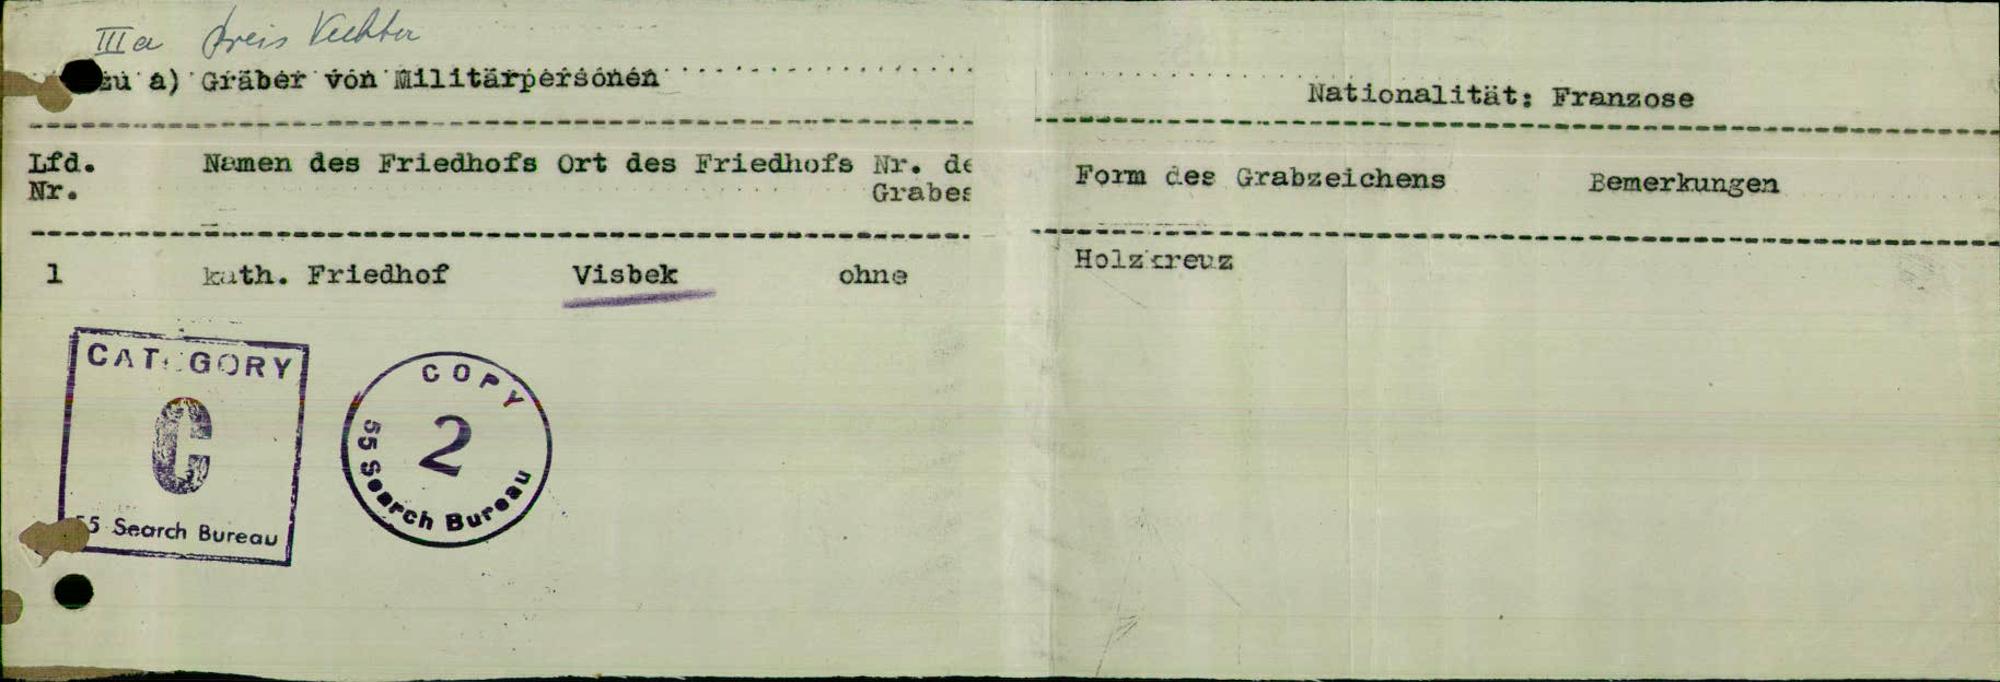 IIIa Kreis Vechta
zu a) Gräber von Militärpersonen
Nationalität: Franzose
Lfd. Nr.
Namen des Friedhofs
Ort des Friedhofs
Nr. de
Grabes
Form des Grabzeichens
Bemerkungen
1 kath. Friedhof Visbek ohne Holzkreuz
CATEGORY
C
55 Search Bureau
COPY
2
55 Search Bureau